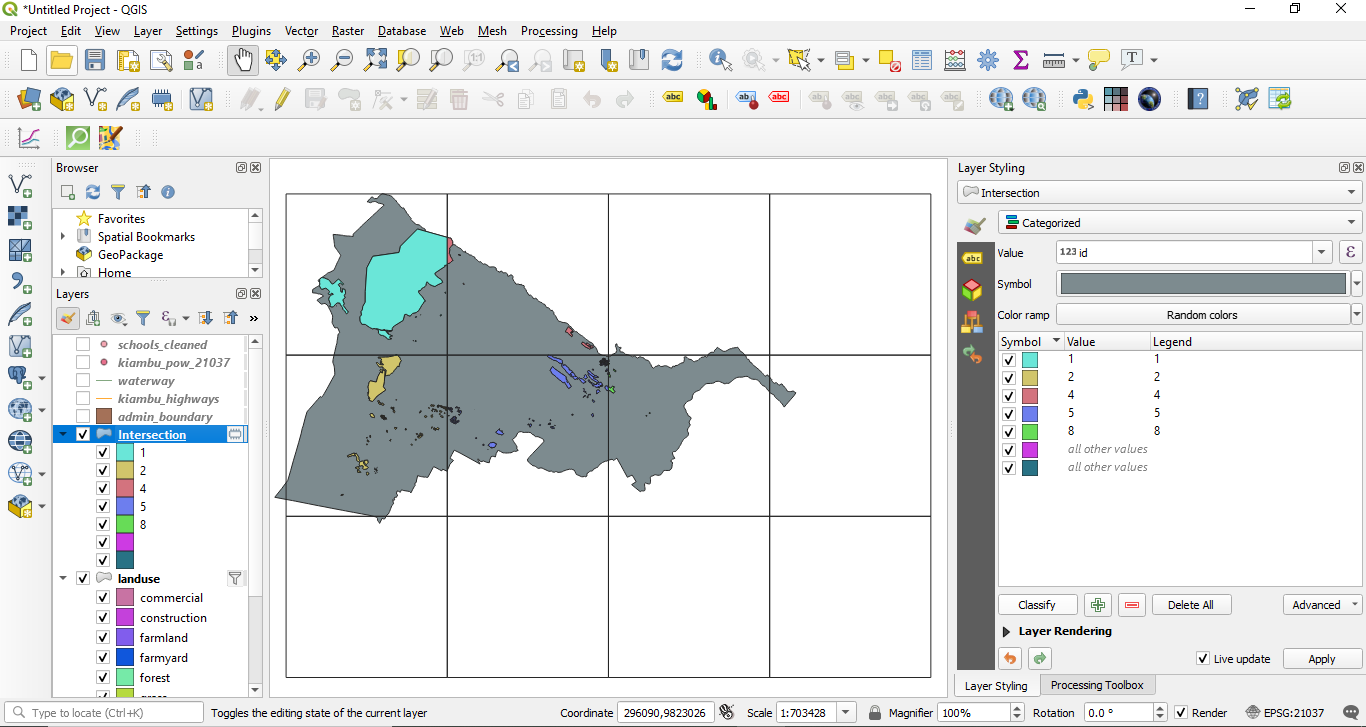 *Untitled Project - QGIS
Project Edit View Layer Settings Plugins Vector Raster Database Web Mesh Processing Help
Browser
Favorites
Spatial Bookmarks
GeoPackage
Home
Layers
schools_cleaned
kiambu_pow_21037
waterway
kiambu_highways
admin_boundary
Intersection
1
2
4
5
8
landuse
commercial
construction
farmland
farmyard
forest
Layer Styling
Intersection
Categorized
Value 123 id
Symbol
Color ramp Random colors
Symbol Value Legend
1 1
2 2
4 4
5 5
8 8
all other values
all other values
Classify Delete All Advanced
Layer Rendering
Live update Apply
Layer Styling Processing Toolbox
Type to locate (Ctrl+K) Toggles the editing state of the current layer Coordinate 296090,9823026 Scale 1:703428 Magnifier 100% Rotation 0.0 ° Render EPSG:21037